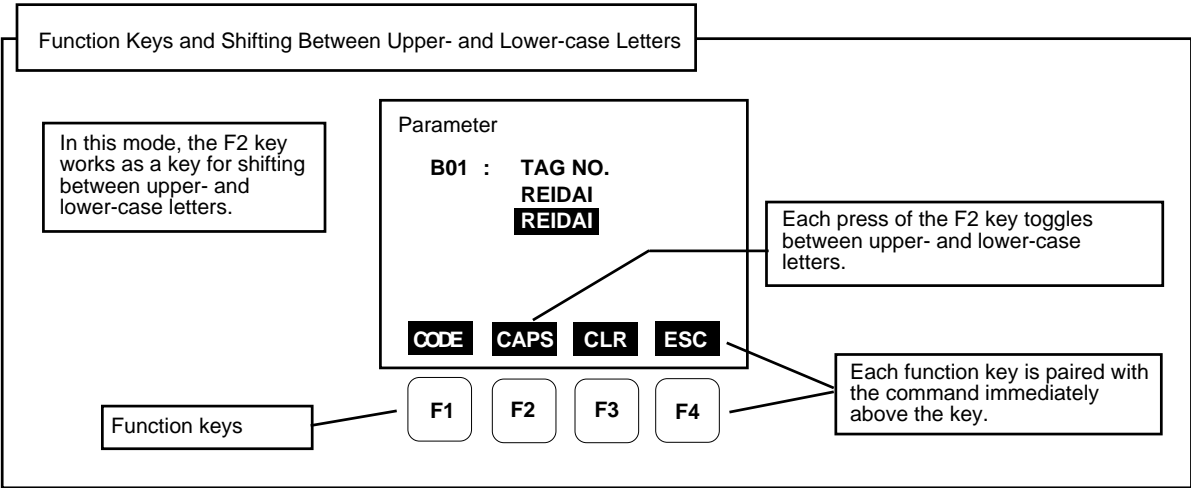 Function Keys and Shifting Between Upper- and Lower-case Letters
In this mode, the F2 key
works as a key for shifting
between upper- and
lower-case letters.
Parameter
B01 : TAG NO.
REIDAI
REIDAI
Each press of the F2 key toggles
between upper- and lower-case
letters.
CODE CAPS CLR ESC
Each function key is paired with
the command immediately
above the key.
F1 F2 F3 F4
Function keys